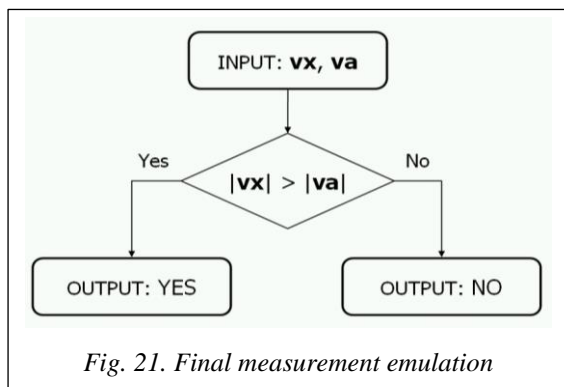 INPUT: vx, va
Yes
No
|vx| > |va|
OUTPUT: YES
OUTPUT: NO
Fig. 21. Final measurement emulation